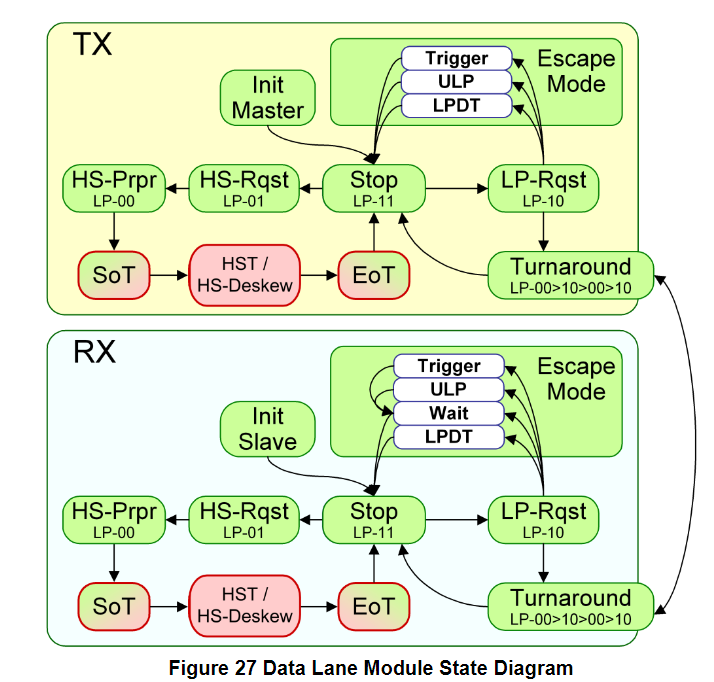 TX
Init
Master
Trigger
ULP
LPDT
Escape
Mode
HS-Prpr
LP-00
HS-Rqst
LP-01
Stop
LP-11
LP-Rqst
LP-10
SoT
HST /
HS-Deskew
EoT
Turnaround
LP-00>10>00>10
RX
Init
Slave
Trigger
ULP
Wait
LPDT
Escape
Mode
HS-Prpr
LP-00
HS-Rqst
LP-01
Stop
LP-11
LP-Rqst
LP-10
SoT
HST /
HS-Deskew
EoT
Turnaround
LP-00>10>00>10
Figure 27 Data Lane Module State Diagram